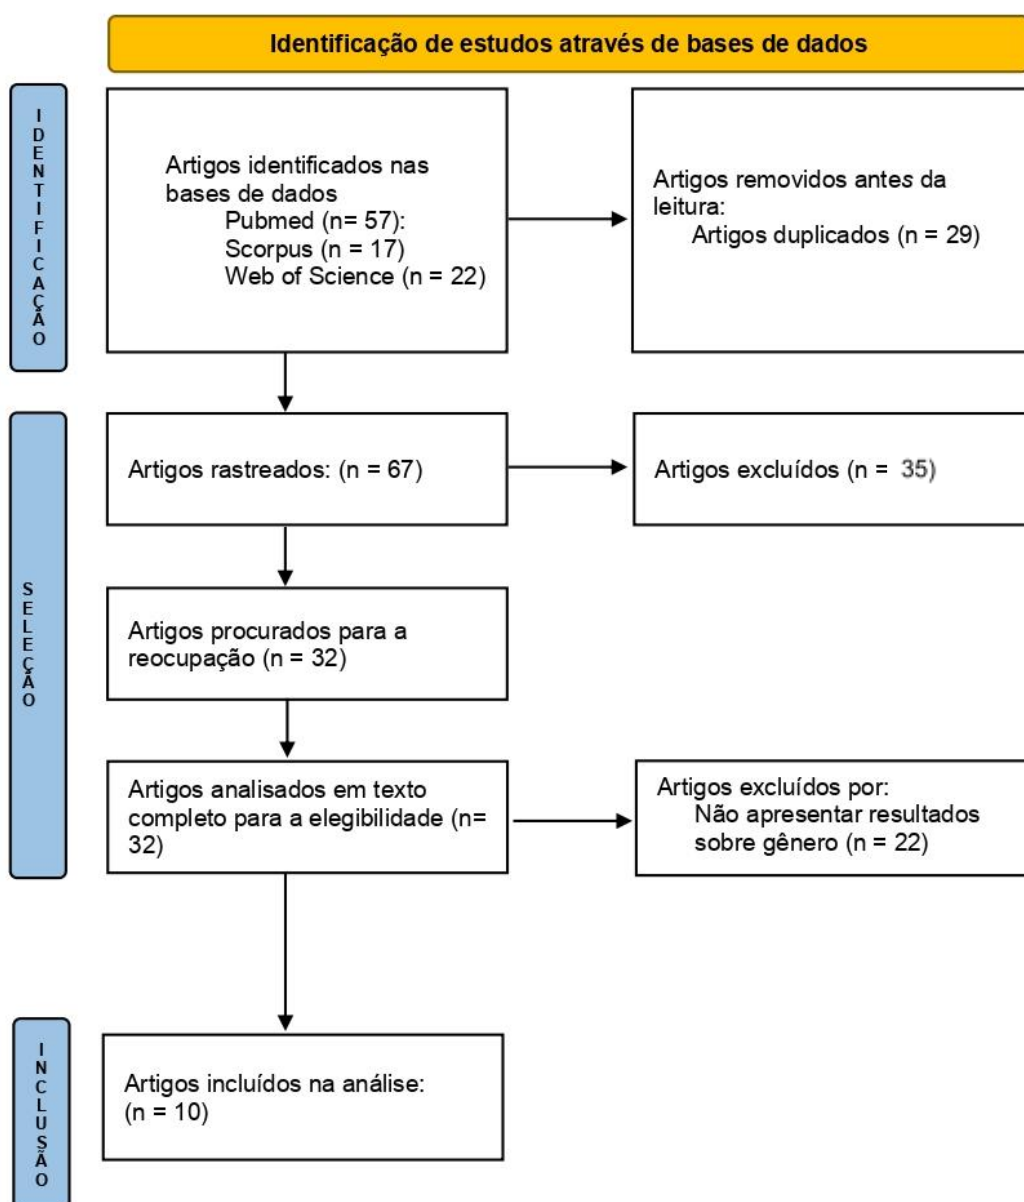 Identificação de estudos através de bases de dados
IDENTIFICAÇÃO
Artigos identificados nas
bases de dados
Pubmed (n= 57):
Scorpus (n = 17)
Web of Science (n = 22)
Artigos removidos antes da
leitura:
Artigos duplicados (n = 29)
SELEÇÃO
Artigos rastreados: (n = 67)
Artigos excluídos (n = 35)
Artigos procurados para a
reocupação (n = 32)
Artigos analisados em texto
completo para a elegibilidade (n=
32)
Artigos excluídos por:
Não apresentar resultados
sobre gênero (n = 22)
INCLUSÃO
Artigos incluídos na análise:
(n = 10)